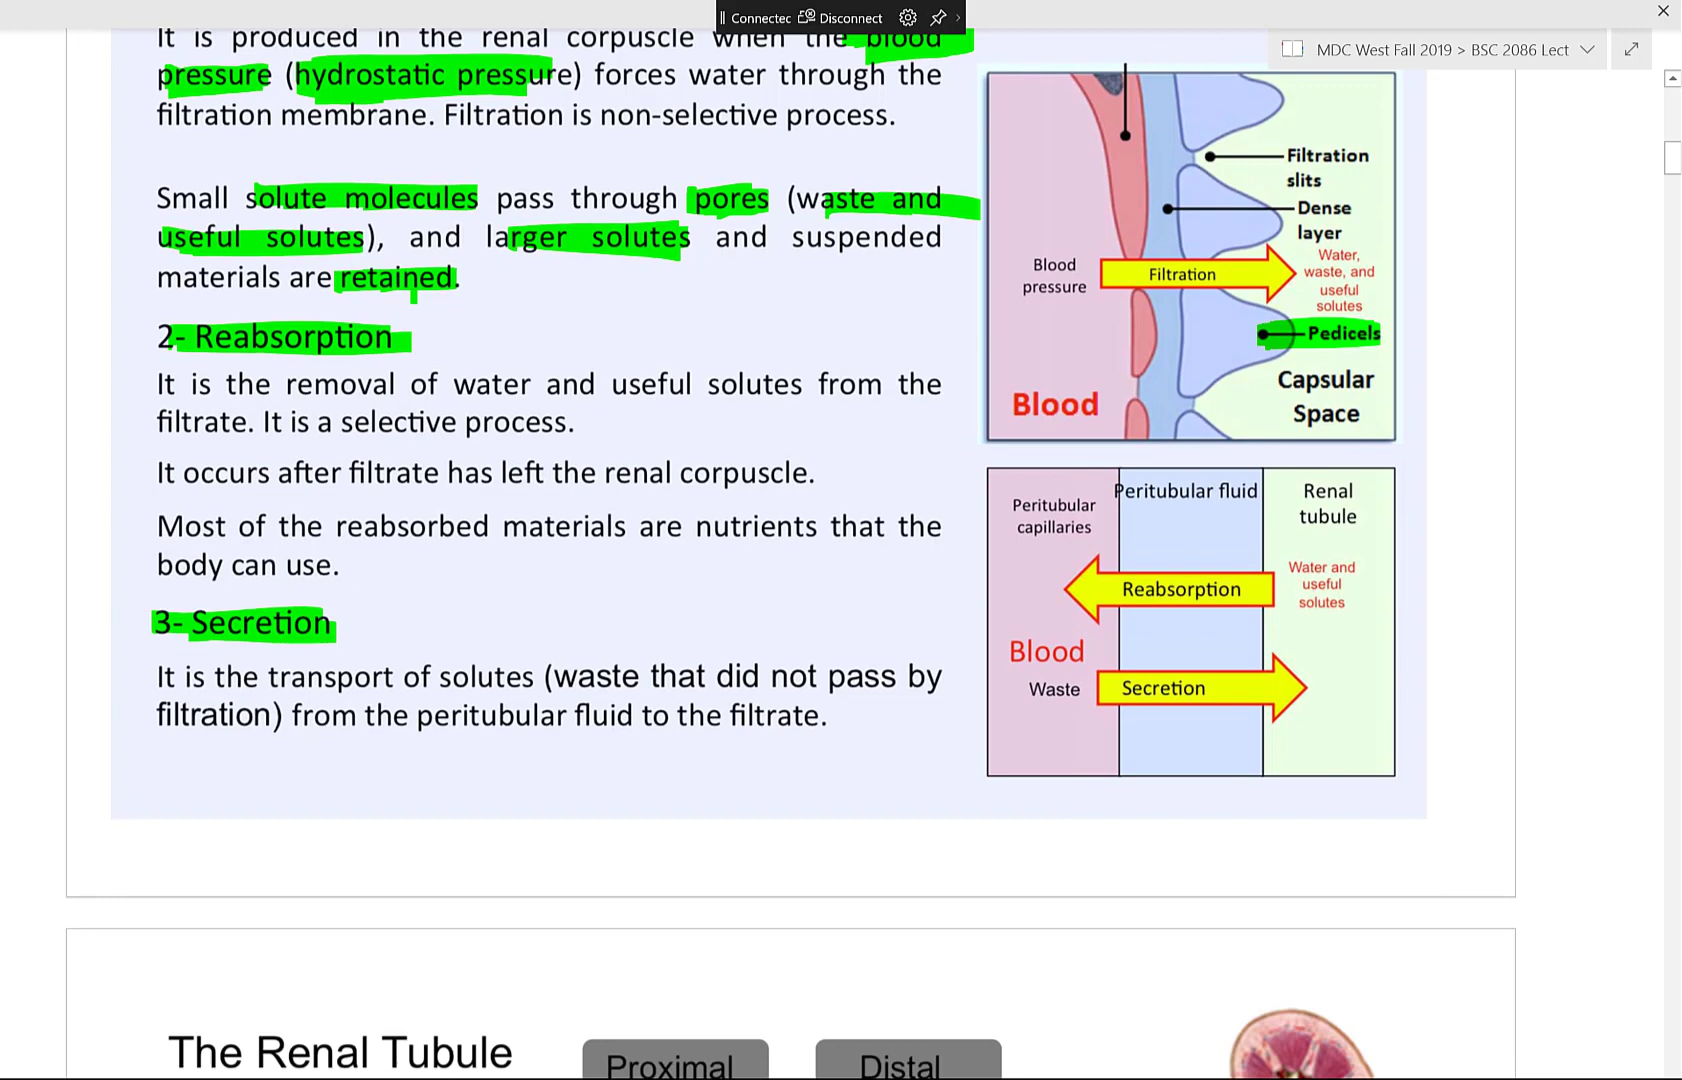 Connectec Disconnect
MDC West Fall 2019 > BSC 2086 Lect
It is produced in the renal corpuscle when the blood
pressure (hydrostatic pressure) forces water through the
filtration membrane. Filtration is non-selective process.
Small solute molecules pass through pores (waste and
useful solutes), and larger solutes and suspended
materials are retained.
2- Reabsorption
It is the removal of water and useful solutes from the
filtrate. It is a selective process.
It occurs after filtrate has left the renal corpuscle.
Most of the reabsorbed materials are nutrients that the
body can use.
3- Secretion
It is the transport of solutes (waste that did not pass by
filtration) from the peritubular fluid to the filtrate.
Filtration
slits
Dense
layer
Blood
pressure
Filtration
Water,
waste, and
useful
solutes
Pedicels
Blood
Capsular
Space
Peritubular
capillaries
Peritubular fluid
Renal
tubule
Reabsorption
Water and
useful
solutes
Blood
Waste
Secretion
The Renal Tubule
Proximal
Distal